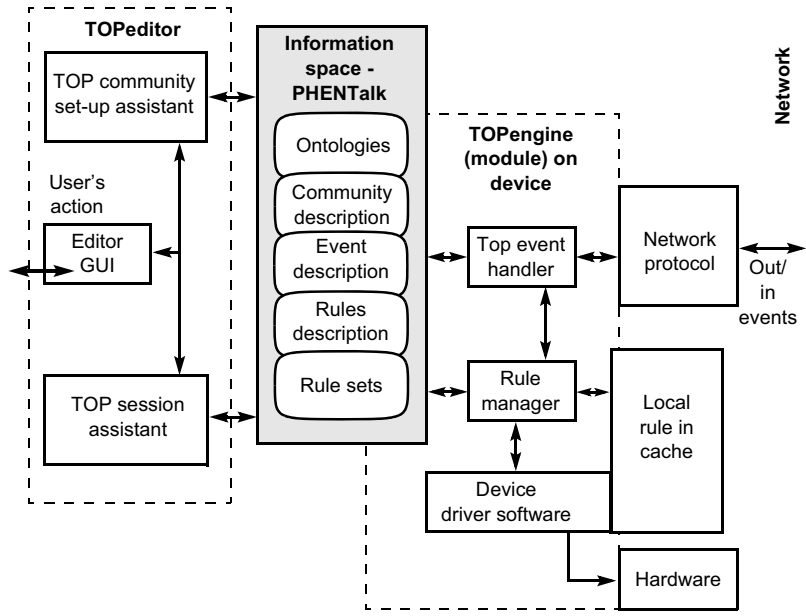 TOPeditor
TOP community
set-up assistant
User's
action
Editor
GUI
TOP session
assistant
Information
space -
PHENTalk
Ontologies
Community
description
Event
description
Rules
description
Rule sets
TOPengine
(module) on
device
Top event
handler
Rule
manager
Device
driver software
Network
Network
protocol
Out/
in
events
Local
rule in
cache
Hardware